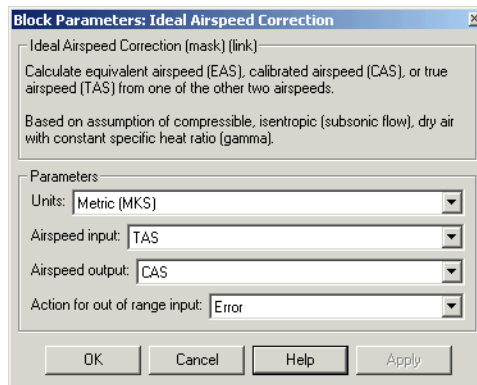 Block Parameters: Ideal Airspeed Correction
Ideal Airspeed Correction (mask) (link)
Calculate equivalent airspeed (EAS), calibrated airspeed (CAS), or true
airspeed (TAS) from one of the other two airspeeds.
Based on assumption of compressible, isentropic (subsonic flow), dry air
with constant specific heat ratio (gamma).
Parameters
Units: Metric (MKS)
Airspeed input: TAS
Airspeed output: CAS
Action for out of range input: Error
OK Cancel Help Apply